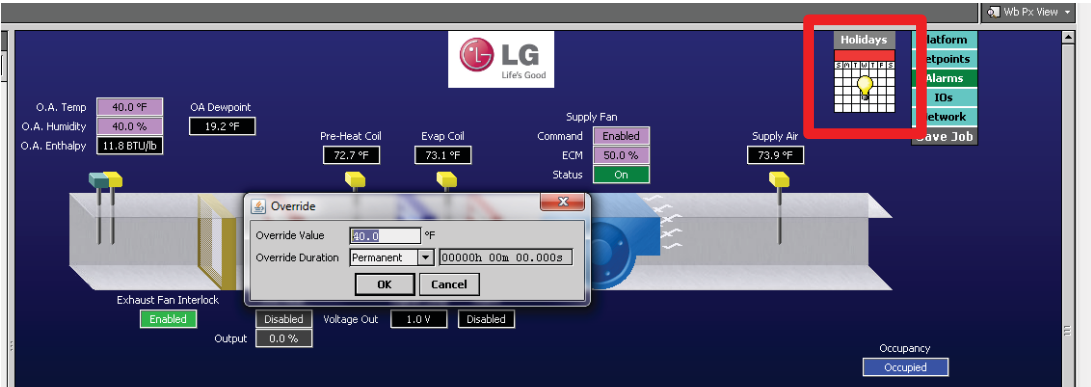 Wb Px View
LG
Life's Good
Holidays
S M T W T F S
latform
etpoints
Alarms
IOs
etwork
ave Job
O.A. Temp 40.0 °F
OA Dewpoint
O.A. Humidity 40.0 %
19.2 °F
O.A. Enthalpy 11.8 BTU/lb
Pre-Heat Coil
72.7 °F
Evap Coil
73.1 °F
Supply Fan
Command Enabled
ECM 50.0 %
Status On
Supply Air
73.9 °F
Override
Override Value 40.0 °F
Override Duration Permanent 00000h 00m 00.000s
OK Cancel
Exhaust Fan Interlock
Enabled
Disabled Voltage Out 1.0 V Disabled
Output 0.0 %
Occupancy
Occupied